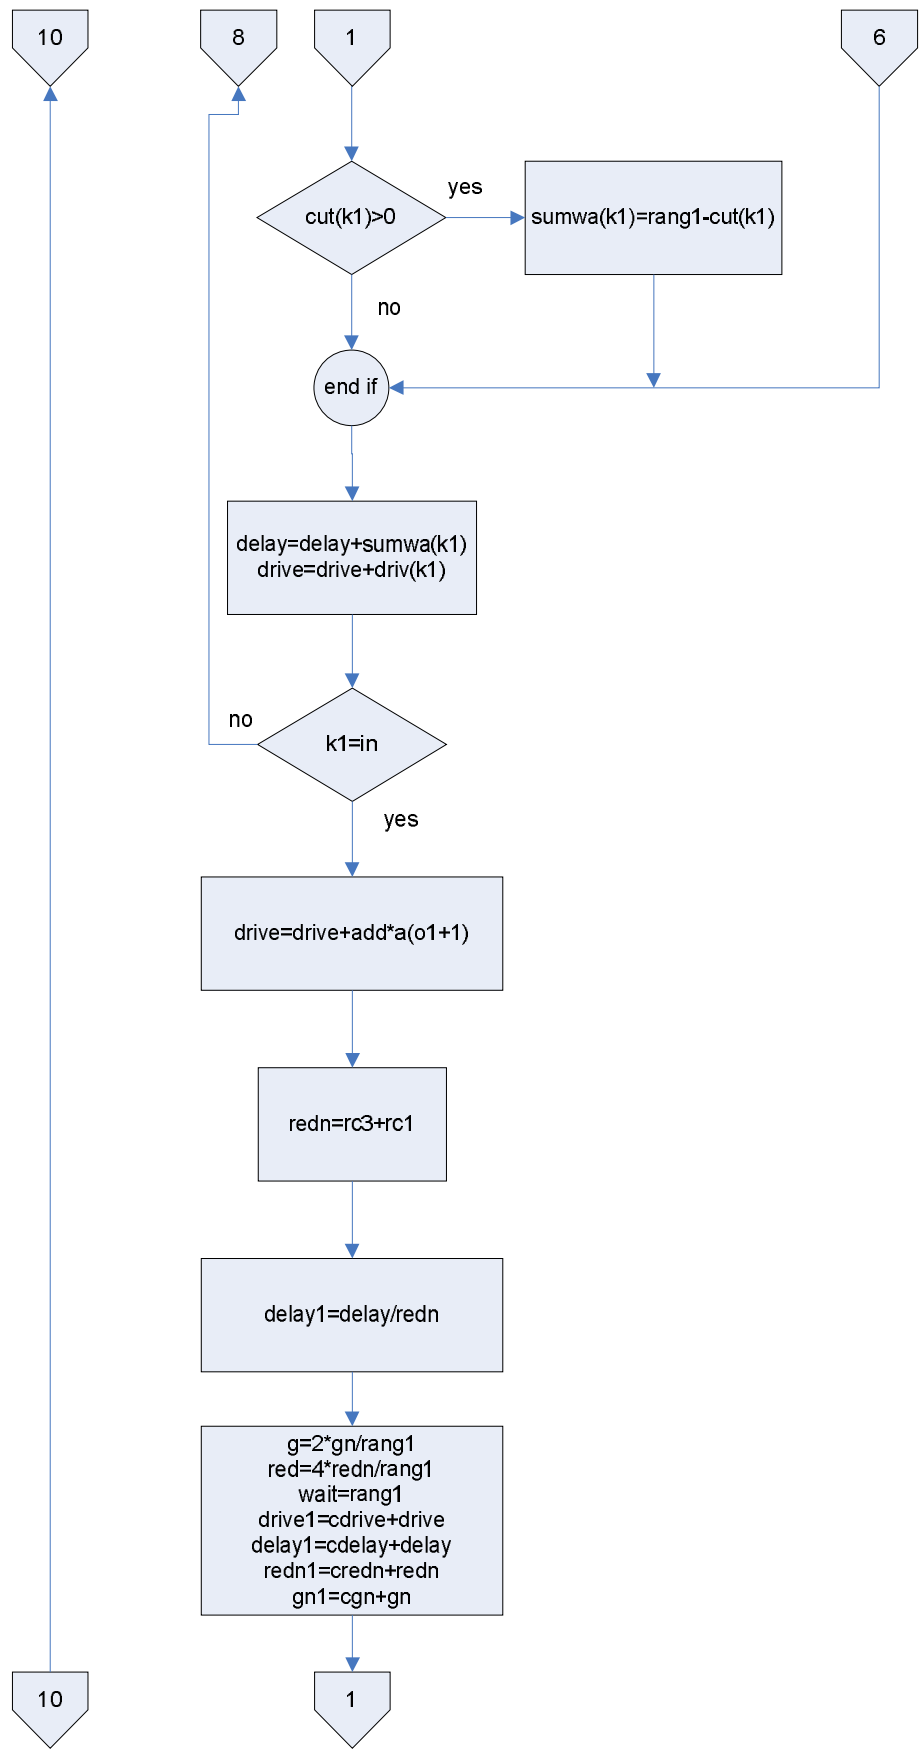 10
8
1
6
cut(k1)>0
yes
sumwa(k1)=rang1-cut(k1)
no
end if
delay=delay+sumwa(k1)
drive=drive+driv(k1)
no
k1=in
yes
drive=drive+add*a(o1+1)
redn=rc3+rc1
delay1=delay/redn
g=2*gn/rang1
red=4*redn/rang1
wait=rang1
drive1=cdrive+drive
delay1=cdelay+delay
redn1=credn+redn
gn1=cgn+gn
10
1